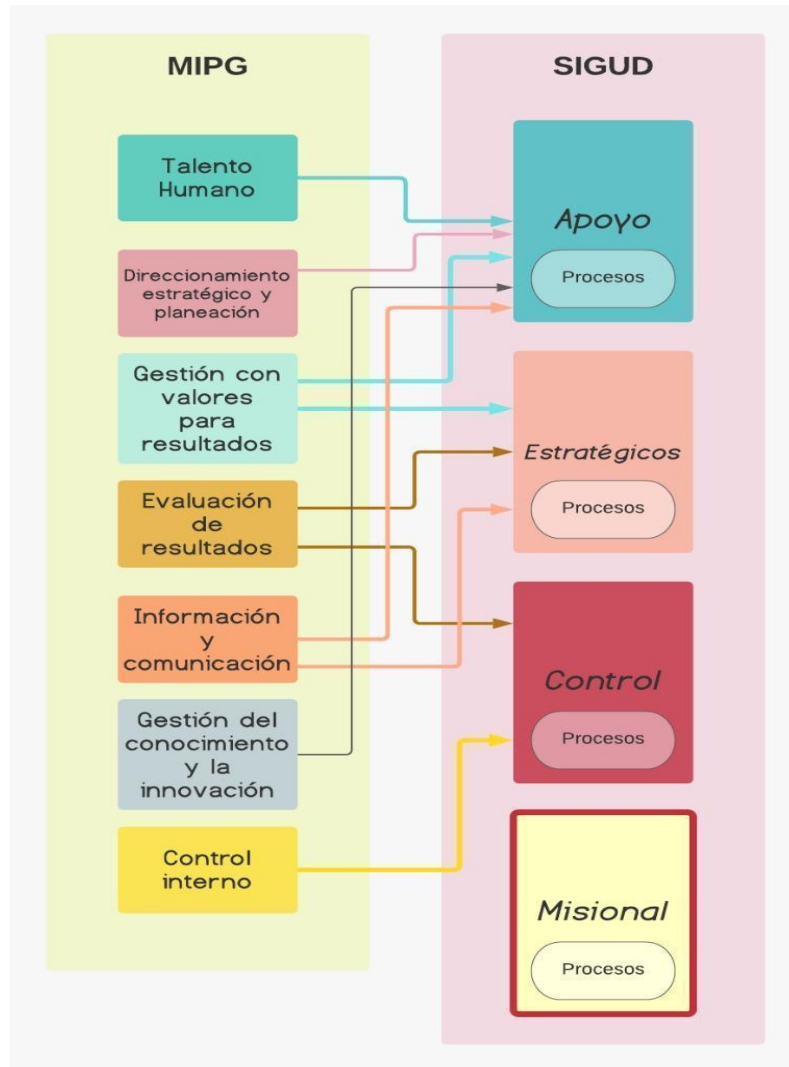 MIPG
Talento
Humano
Direccionamiento
estratégico y
planeación
Gestión con
valores
para
resultados
Evaluación
de
resultados
Información
y
comunicación
Gestión del
conocimiento
y la
innovación
Control
interno
SIGUD
Apoyo
Procesos
Estratégicos
Procesos
Control
Procesos
Misional
Procesos